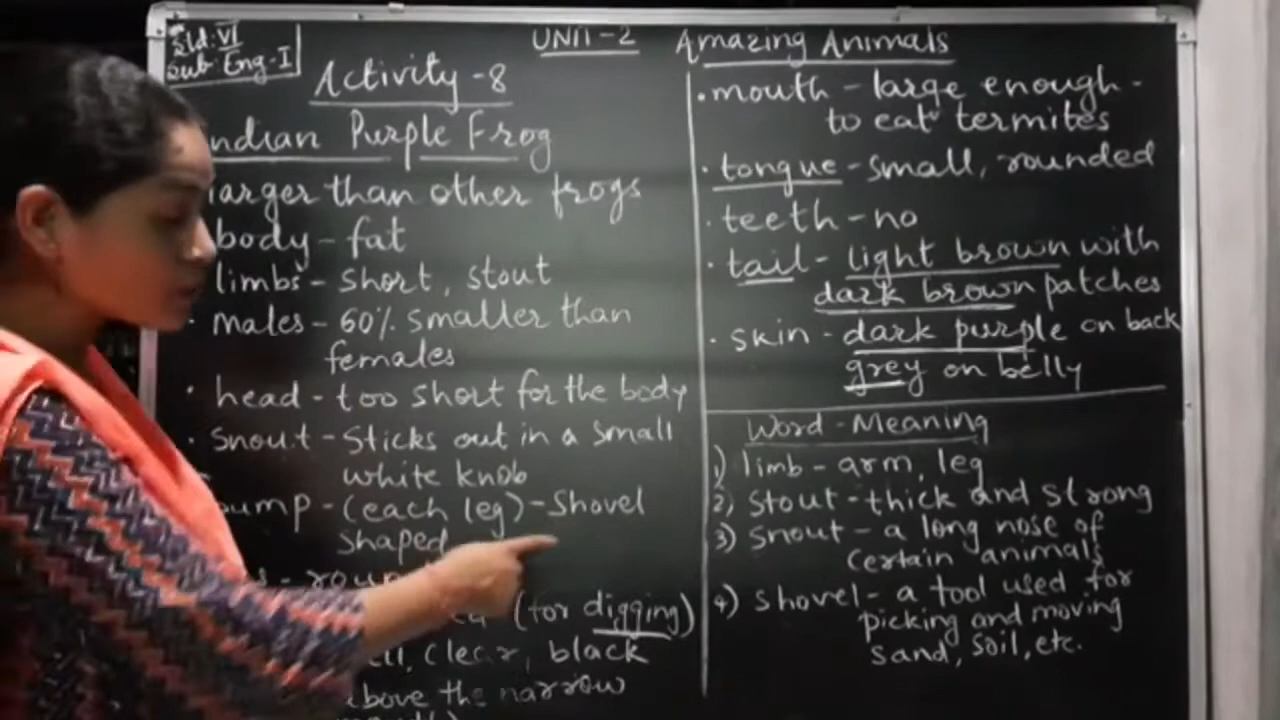 Std: VI
Sub: Eng-I
UNIT-2 Amazing Animals
Activity-8
Indian Purple Frog
larger than other frogs
body - fat
limbs - short, stout
• males - 60% smaller than
females
• head - too short for the body
• snout - sticks out in a small
white knob
(each leg) - Shovel
shaped
(for digging)
clear, black
above the narrow
• mouth - large enough -
to eat termites
• tongue - small, rounded
• teeth - no
• tail - light brown with
dark brown patches
• skin - dark purple on back
grey on belly
Word - Meaning
1) limb - arm, leg
2) stout - thick and strong
3) snout - a long nose of
certain animals
4) shovel - a tool used for
picking and moving
sand, soil, etc.